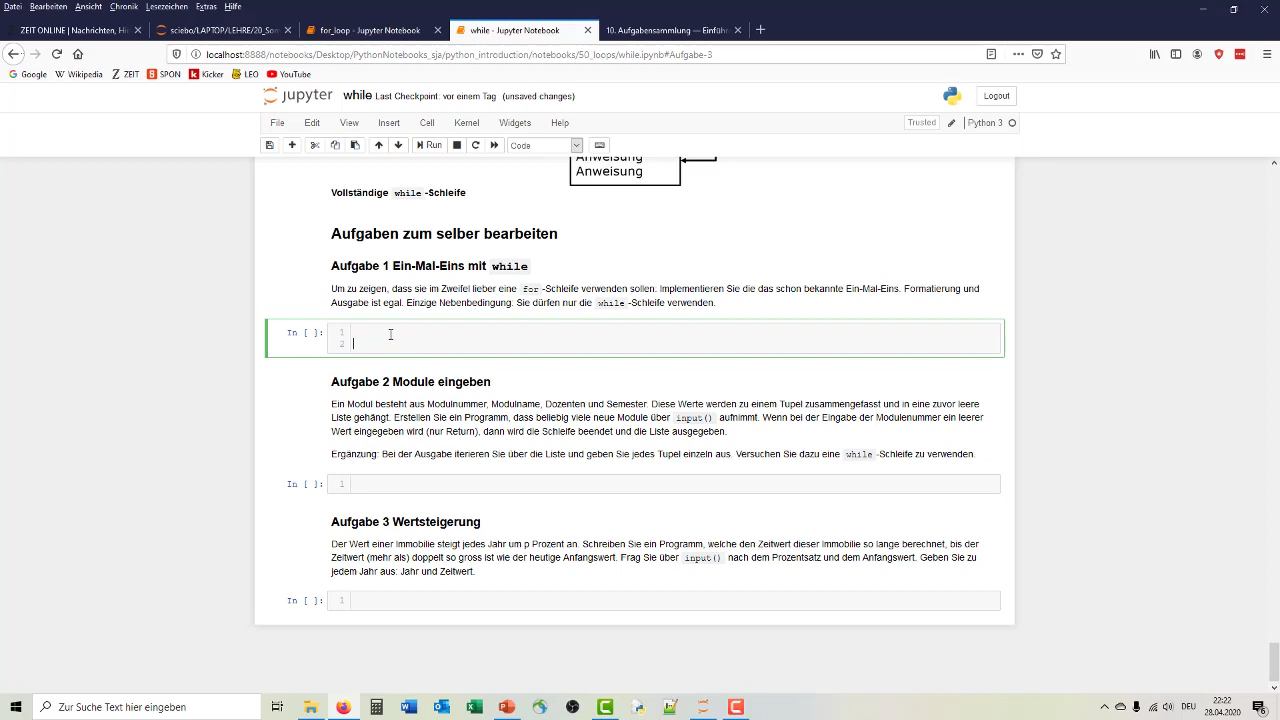 Datei Bearbeiten Ansicht Chronik Lesezeichen Extras Hilfe
ZEIT ONLINE | Nachrichten, Hi
sciebo/LAPTOP/LEHRE/20_Som
for_loop - Jupyter Notebook
while - Jupyter Notebook
10. Aufgabensammlung — Einführ
localhost:8888/notebooks/Desktop/PythonNotebooks_sja/python_introduction/notebooks/50_loops/while.ipynb#Aufgabe-3
Google Wikipedia ZEIT SPON Kicker LEO YouTube
jupyter while Last Checkpoint: vor einem Tag (unsaved changes) Logout
File Edit View Insert Cell Kernel Widgets Help Trusted Python 3
Run Code
Anweisung
Anweisung
Vollständige while -Schleife
Aufgaben zum selber bearbeiten
Aufgabe 1 Ein-Mal-Eins mit while
Um zu zeigen, dass sie im Zweifel lieber eine for -Schleife verwenden sollen: Implementieren Sie die das schon bekannte Ein-Mal-Eins. Formatierung und
Ausgabe ist egal. Einzige Nebenbedingung: Sie dürfen nur die while -Schleife verwenden.
In [ ]: 1
2
Aufgabe 2 Module eingeben
Ein Modul besteht aus Modulnummer, Modulname, Dozenten und Semester. Diese Werte werden zu einem Tupel zusammengefasst und in eine zuvor leere
Liste gehängt. Erstellen Sie ein Programm, dass beliebig viele neue Module über input() aufnimmt. Wenn bei der Eingabe der Modulenummer ein leerer
Wert eingegeben wird (nur Return), dann wird die Schleife beendet und die Liste ausgegeben.
Ergänzung: Bei der Ausgabe iterieren Sie über die Liste und geben Sie jedes Tupel einzeln aus. Versuchen Sie dazu eine while -Schleife zu verwenden.
In [ ]: 1
Aufgabe 3 Wertsteigerung
Der Wert einer Immobilie steigt jedes Jahr um p Prozent an. Schreiben Sie ein Programm, welche den Zeitwert dieser Immobilie so lange berechnet, bis der
Zeitwert (mehr als) doppelt so gross ist wie der heutige Anfangswert. Frag Sie über input() nach dem Prozentsatz und dem Anfangswert. Geben Sie zu
jedem Jahr aus: Jahr und Zeitwert.
In [ ]: 1
Zur Suche Text hier eingeben
DEU
22:22
28.04.2020